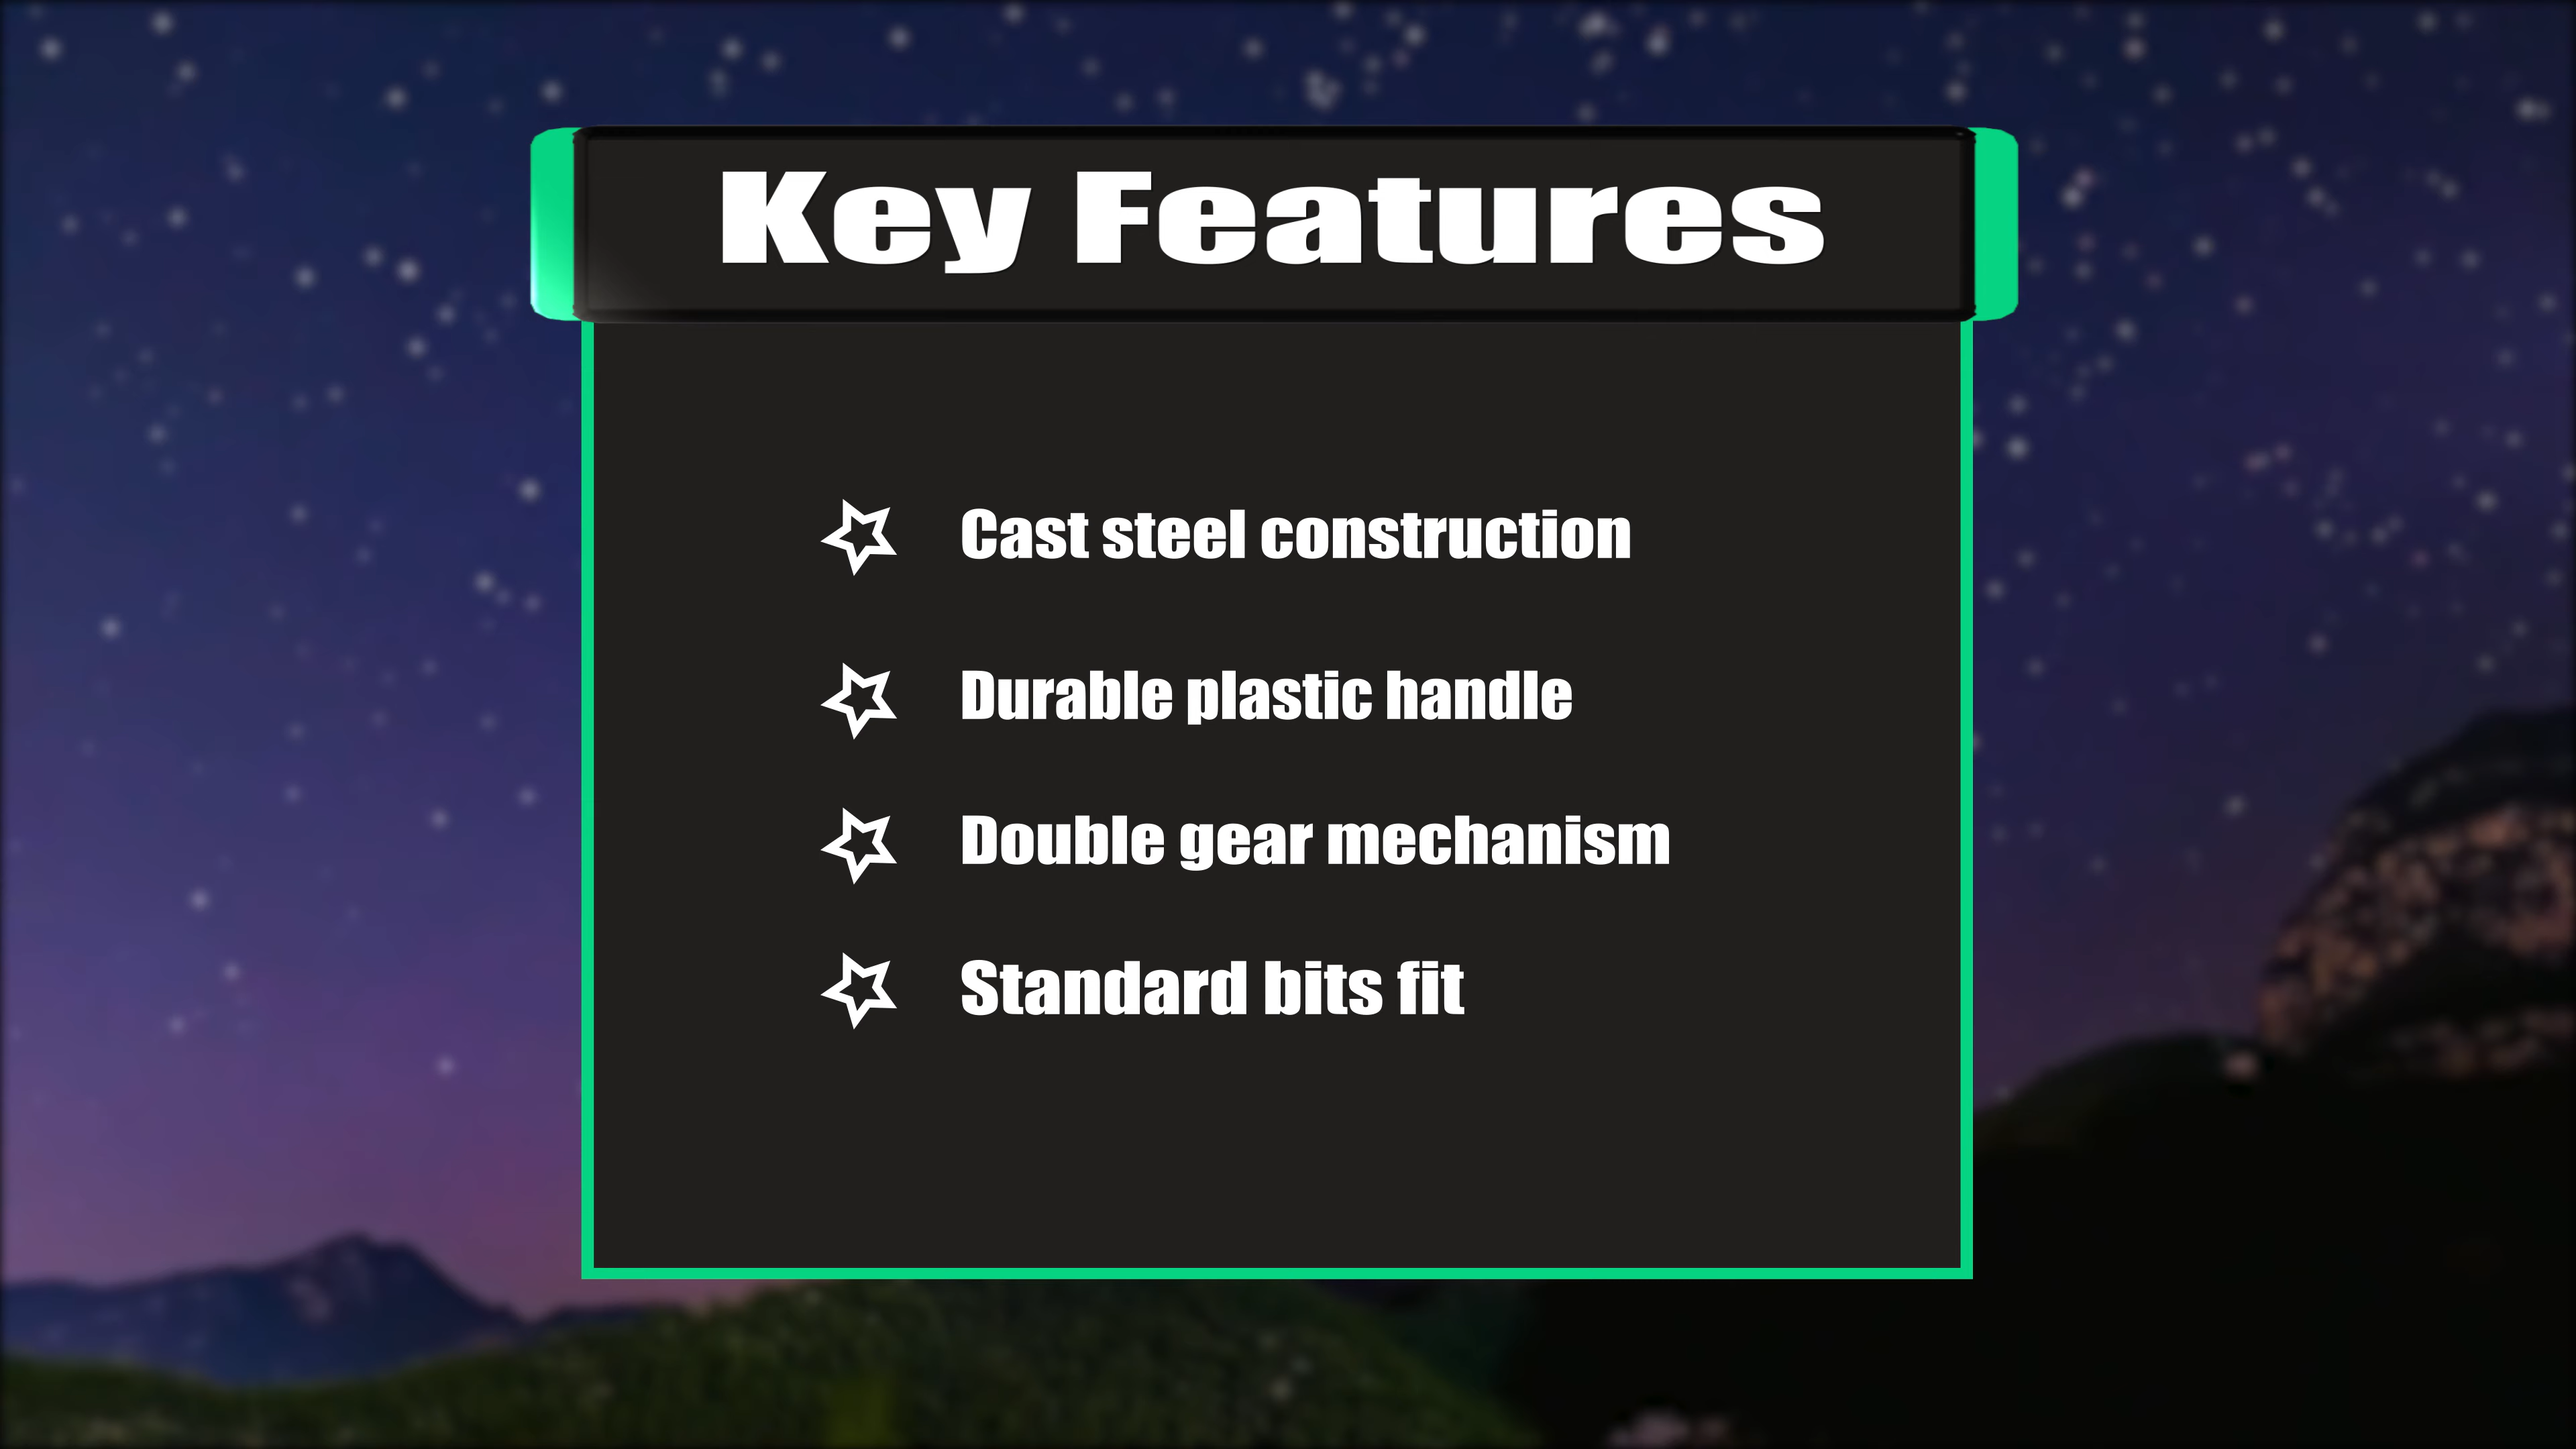 Key Features
Cast steel construction
Durable plastic handle
Double gear mechanism
Standard bits fit